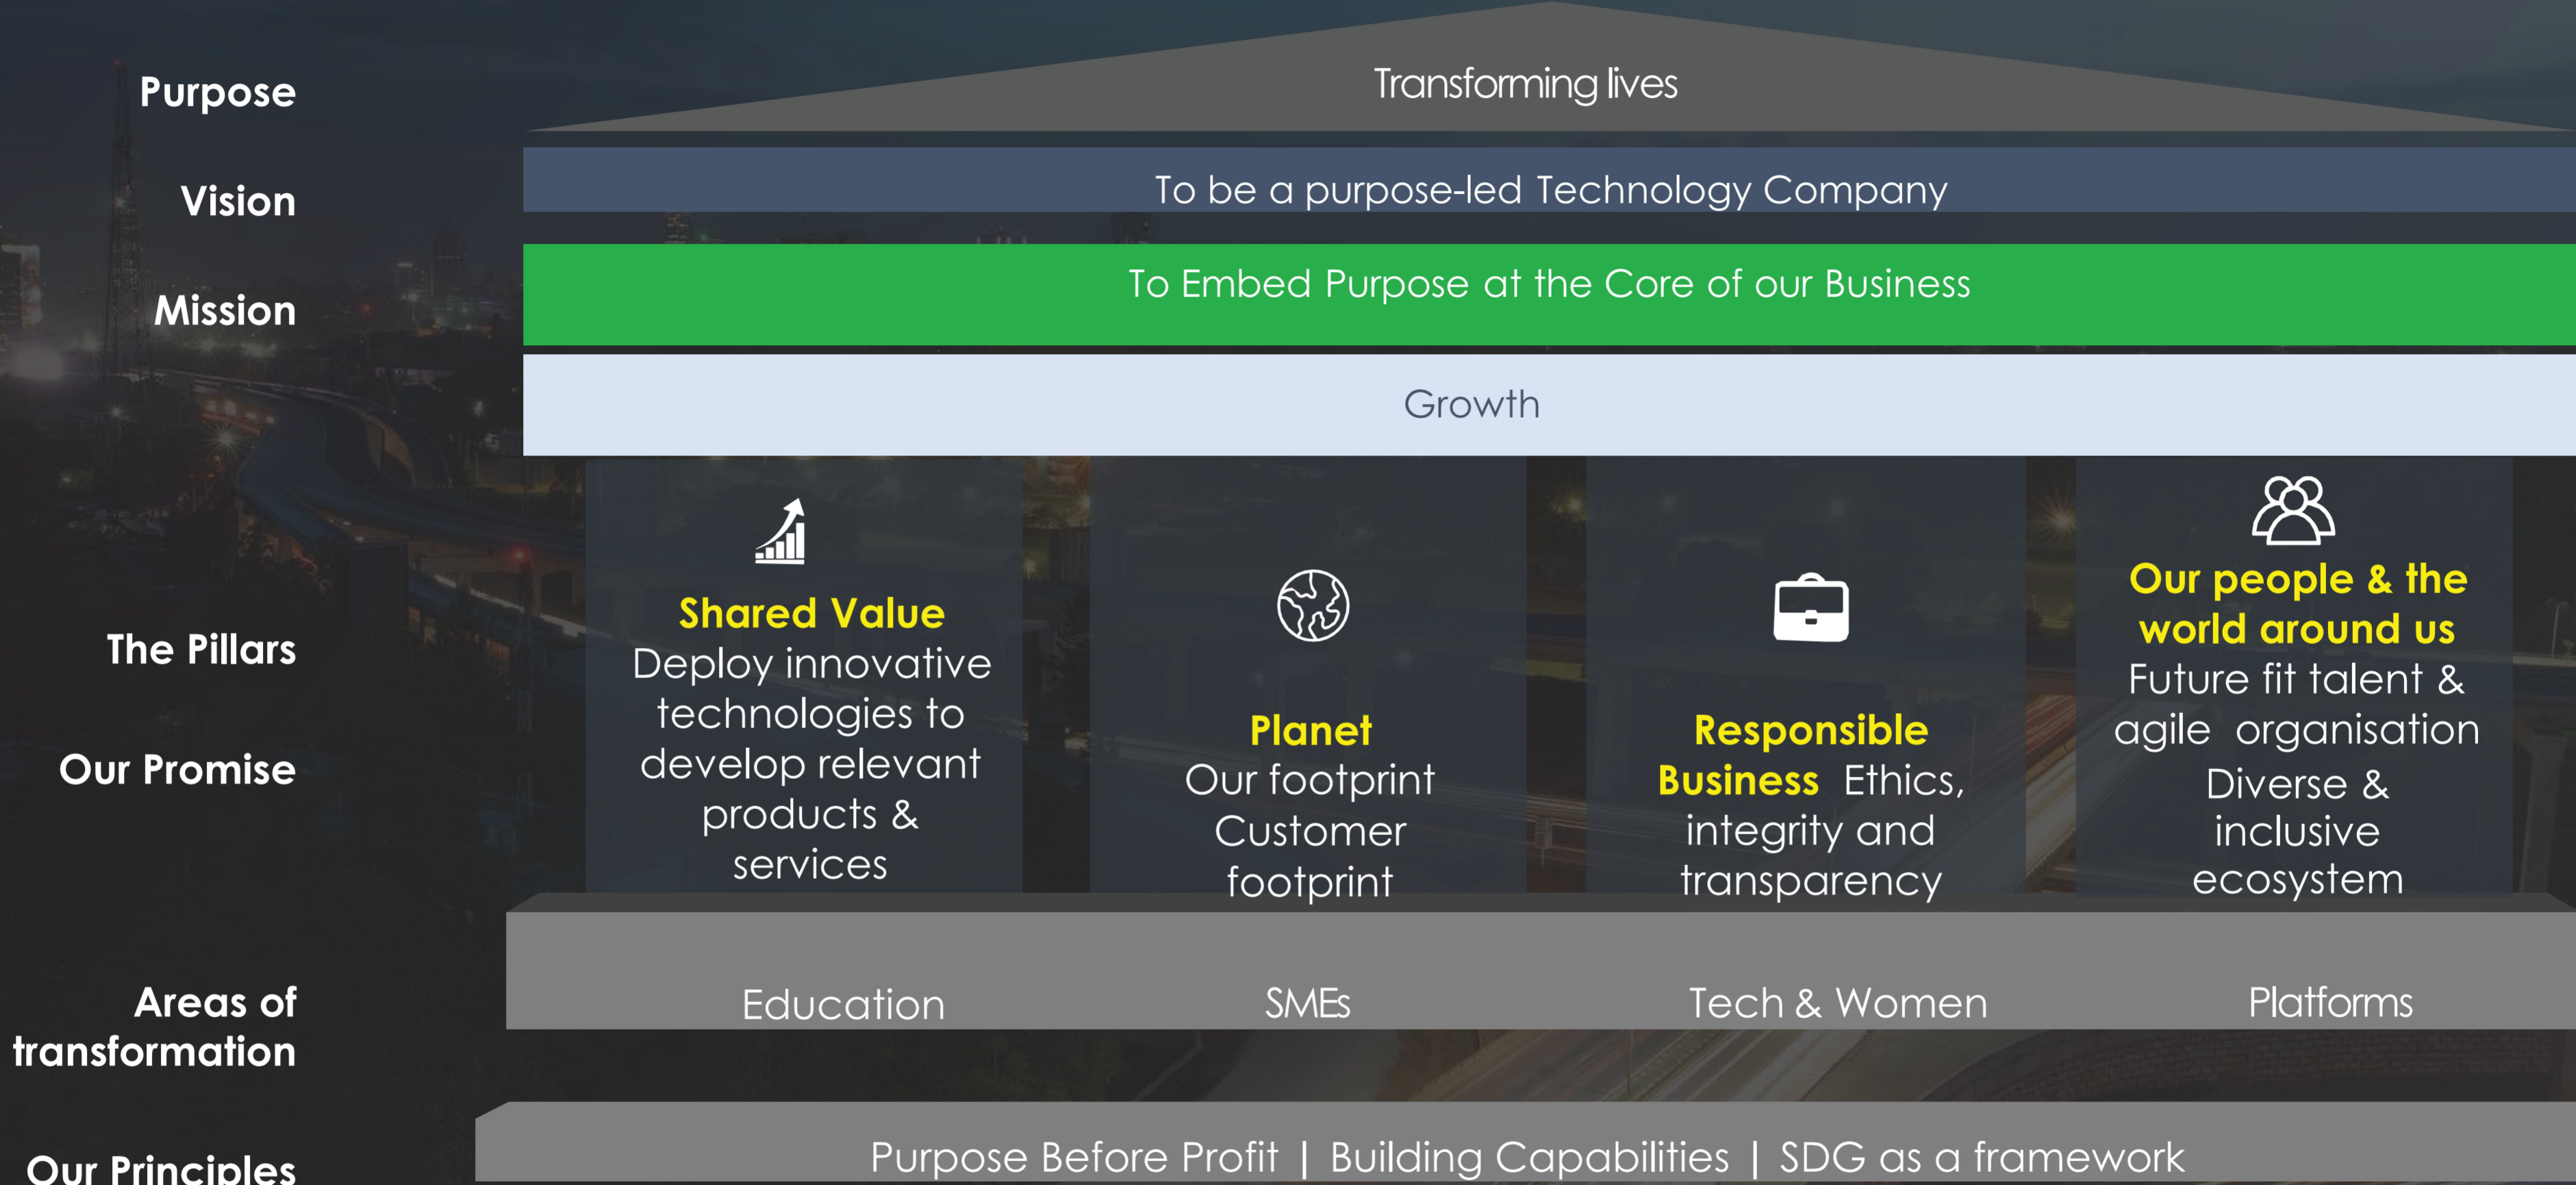 Purpose
Transforming lives
Vision
To be a purpose-led Technology Company
Mission
To Embed Purpose at the Core of our Business
Growth
The Pillars
Our Promise
Shared Value
Deploy innovative
technologies to
develop relevant
products &
services
Planet
Our footprint
Customer
footprint
Responsible
Business Ethics,
integrity and
transparency
Our people & the
world around us
Future fit talent &
agile organisation
Diverse &
inclusive
ecosystem
Areas of
transformation
Education
SMEs
Tech & Women
Platforms
Our Principles
Purpose Before Profit | Building Capabilities | SDG as a framework